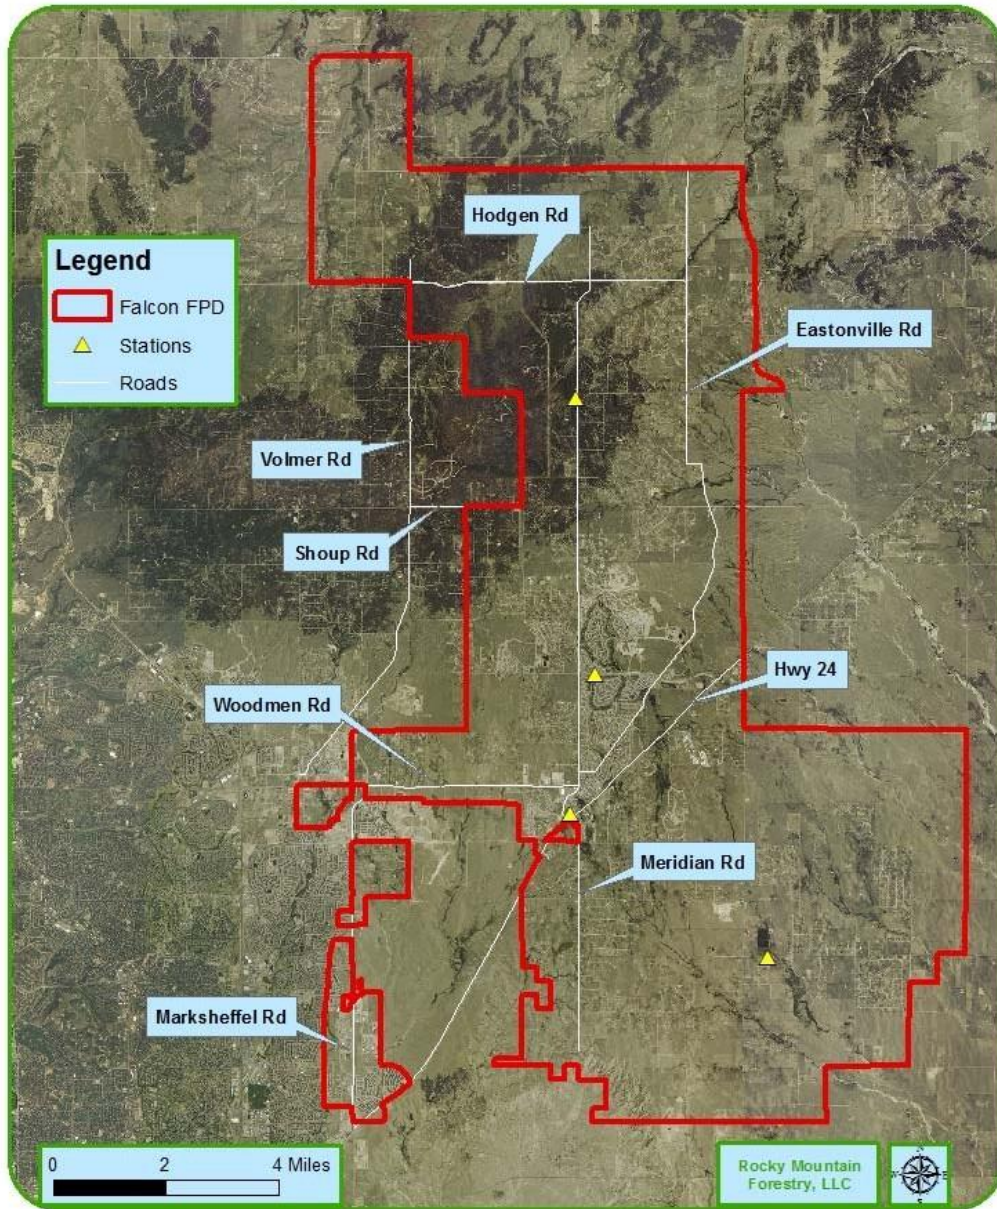 Hodgen Rd
Legend
Falcon FPD
Stations
Roads
Eastonville Rd
Volmer Rd
Shoup Rd
Hwy 24
Woodmen Rd
Meridian Rd
Marksheffel Rd
0 2 4 Miles
Rocky Mountain
Forestry, LLC
N
W E
S